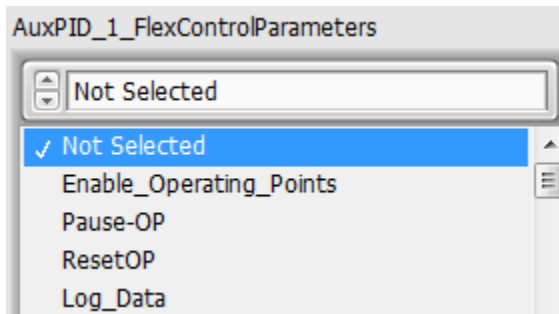 AuxPID_1_FlexControlParameters
Not Selected
Not Selected
Enable_Operating_Points
Pause-OP
ResetOP
Log_Data